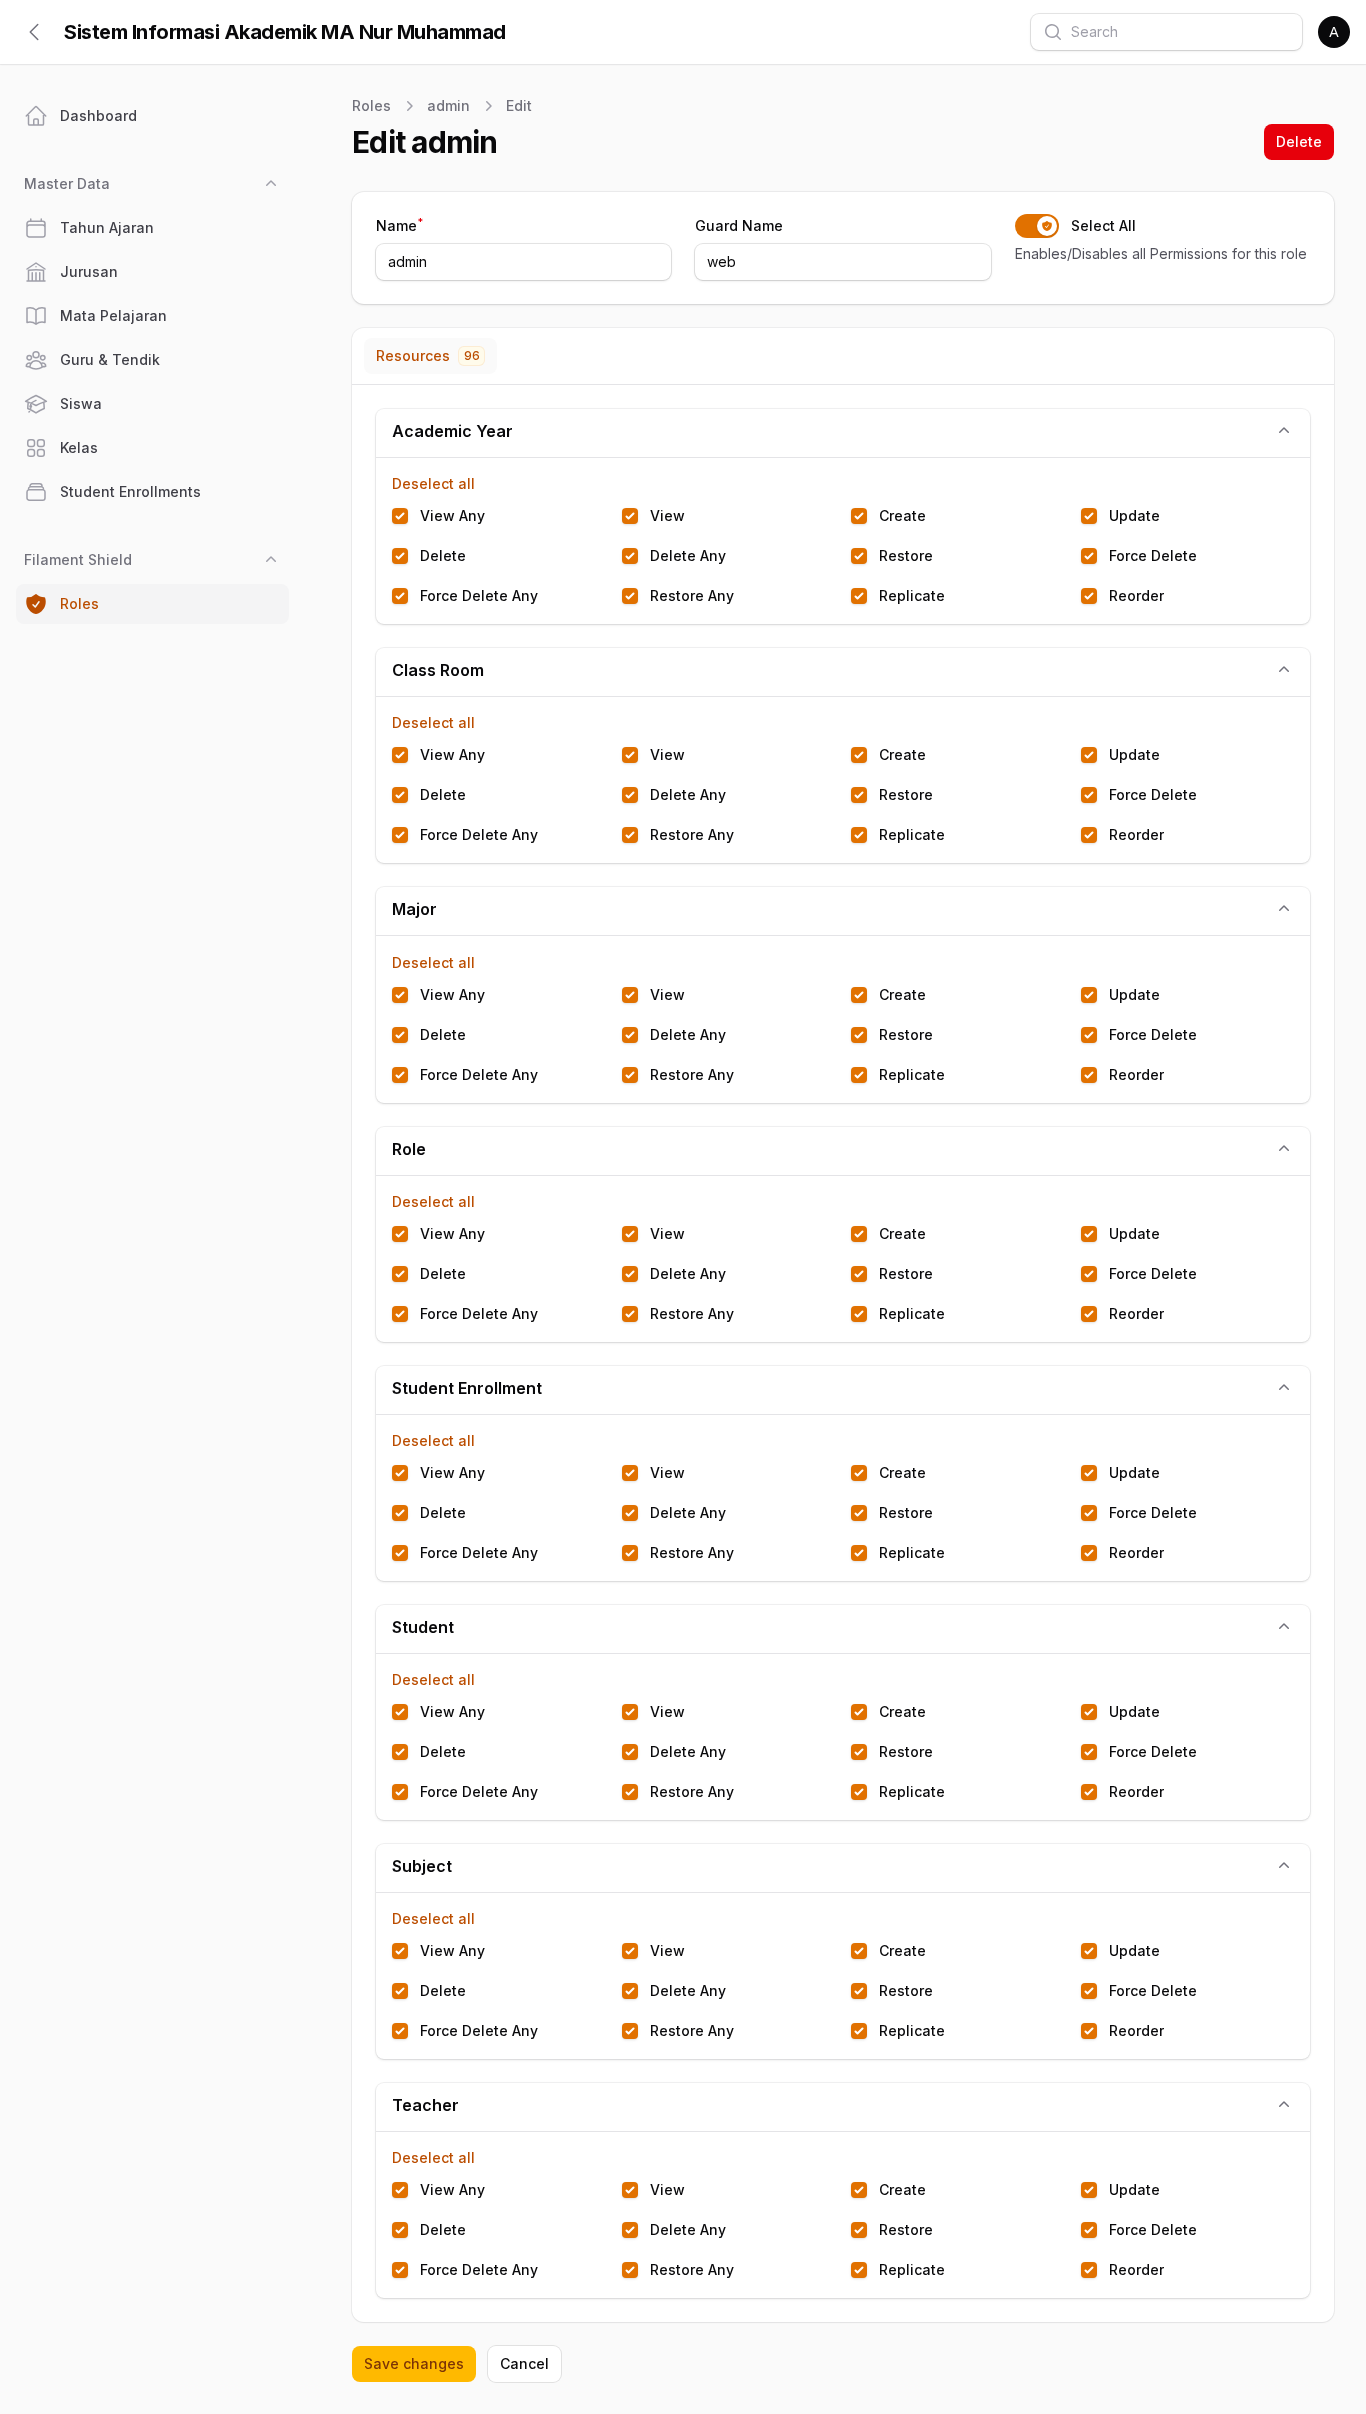 Sistem Informasi Akademik MA Nur Muhammad
Search
A
Dashboard
Master Data
Tahun Ajaran
Jurusan
Mata Pelajaran
Guru & Tendik
Siswa
Kelas
Student Enrollments
Filament Shield
Roles
Roles admin Edit
Edit admin
Delete
Name*
admin
Guard Name
web
Select All
Enables/Disables all Permissions for this role
Resources 96
Academic Year
Deselect all
View Any View Create Update
Delete Delete Any Restore Force Delete
Force Delete Any Restore Any Replicate Reorder
Class Room
Deselect all
View Any View Create Update
Delete Delete Any Restore Force Delete
Force Delete Any Restore Any Replicate Reorder
Major
Deselect all
View Any View Create Update
Delete Delete Any Restore Force Delete
Force Delete Any Restore Any Replicate Reorder
Role
Deselect all
View Any View Create Update
Delete Delete Any Restore Force Delete
Force Delete Any Restore Any Replicate Reorder
Student Enrollment
Deselect all
View Any View Create Update
Delete Delete Any Restore Force Delete
Force Delete Any Restore Any Replicate Reorder
Student
Deselect all
View Any View Create Update
Delete Delete Any Restore Force Delete
Force Delete Any Restore Any Replicate Reorder
Subject
Deselect all
View Any View Create Update
Delete Delete Any Restore Force Delete
Force Delete Any Restore Any Replicate Reorder
Teacher
Deselect all
View Any View Create Update
Delete Delete Any Restore Force Delete
Force Delete Any Restore Any Replicate Reorder
Save changes Cancel